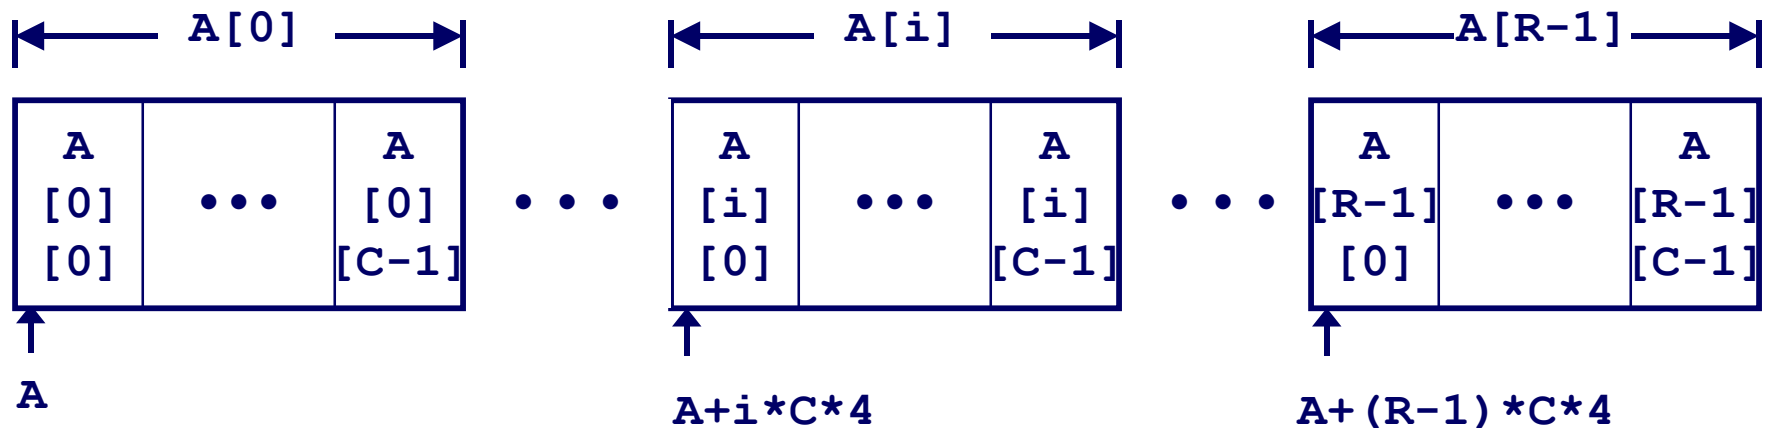 A[0] A[i] A[R-1]
A A A A A A
[0] ••• [0] • • • [i] ••• [i] • • • [R-1] ••• [R-1]
[0] [C-1] [0] [C-1] [0] [C-1]
A A+i*C*4 A+(R-1)*C*4